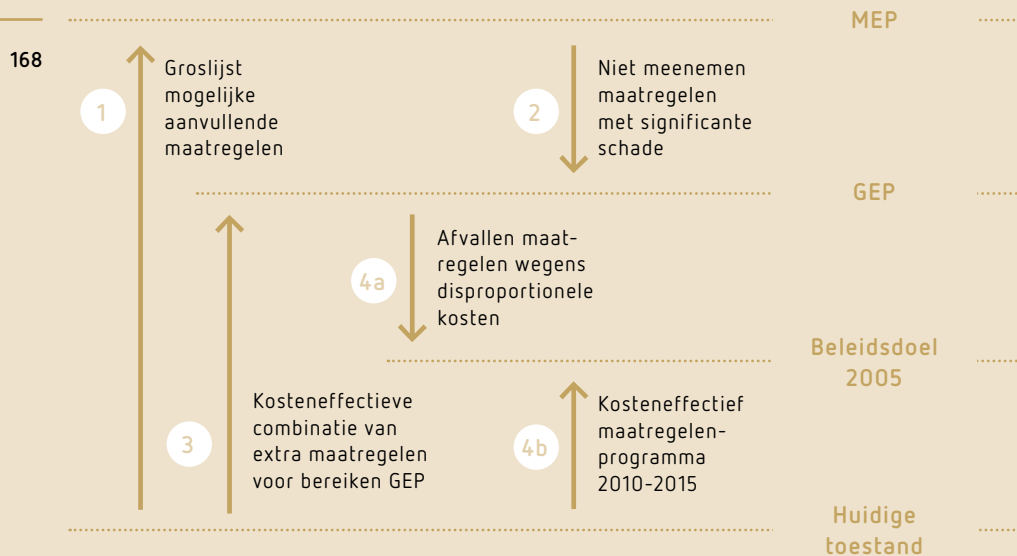 MEP
168
1
Groslijst
mogelijke
aanvullende
maatregelen
2
Niet meenemen
maatregelen
met significante
schade
GEP
4a
Afvallen maat-
regelen wegens
disproportionele
kosten
Beleidsdoel
2005
3
Kosteneffectieve
combinatie van
extra maatregelen
voor bereiken GEP
4b
Kosteneffectief
maatregelen-
programma
2010-2015
Huidige
toestand